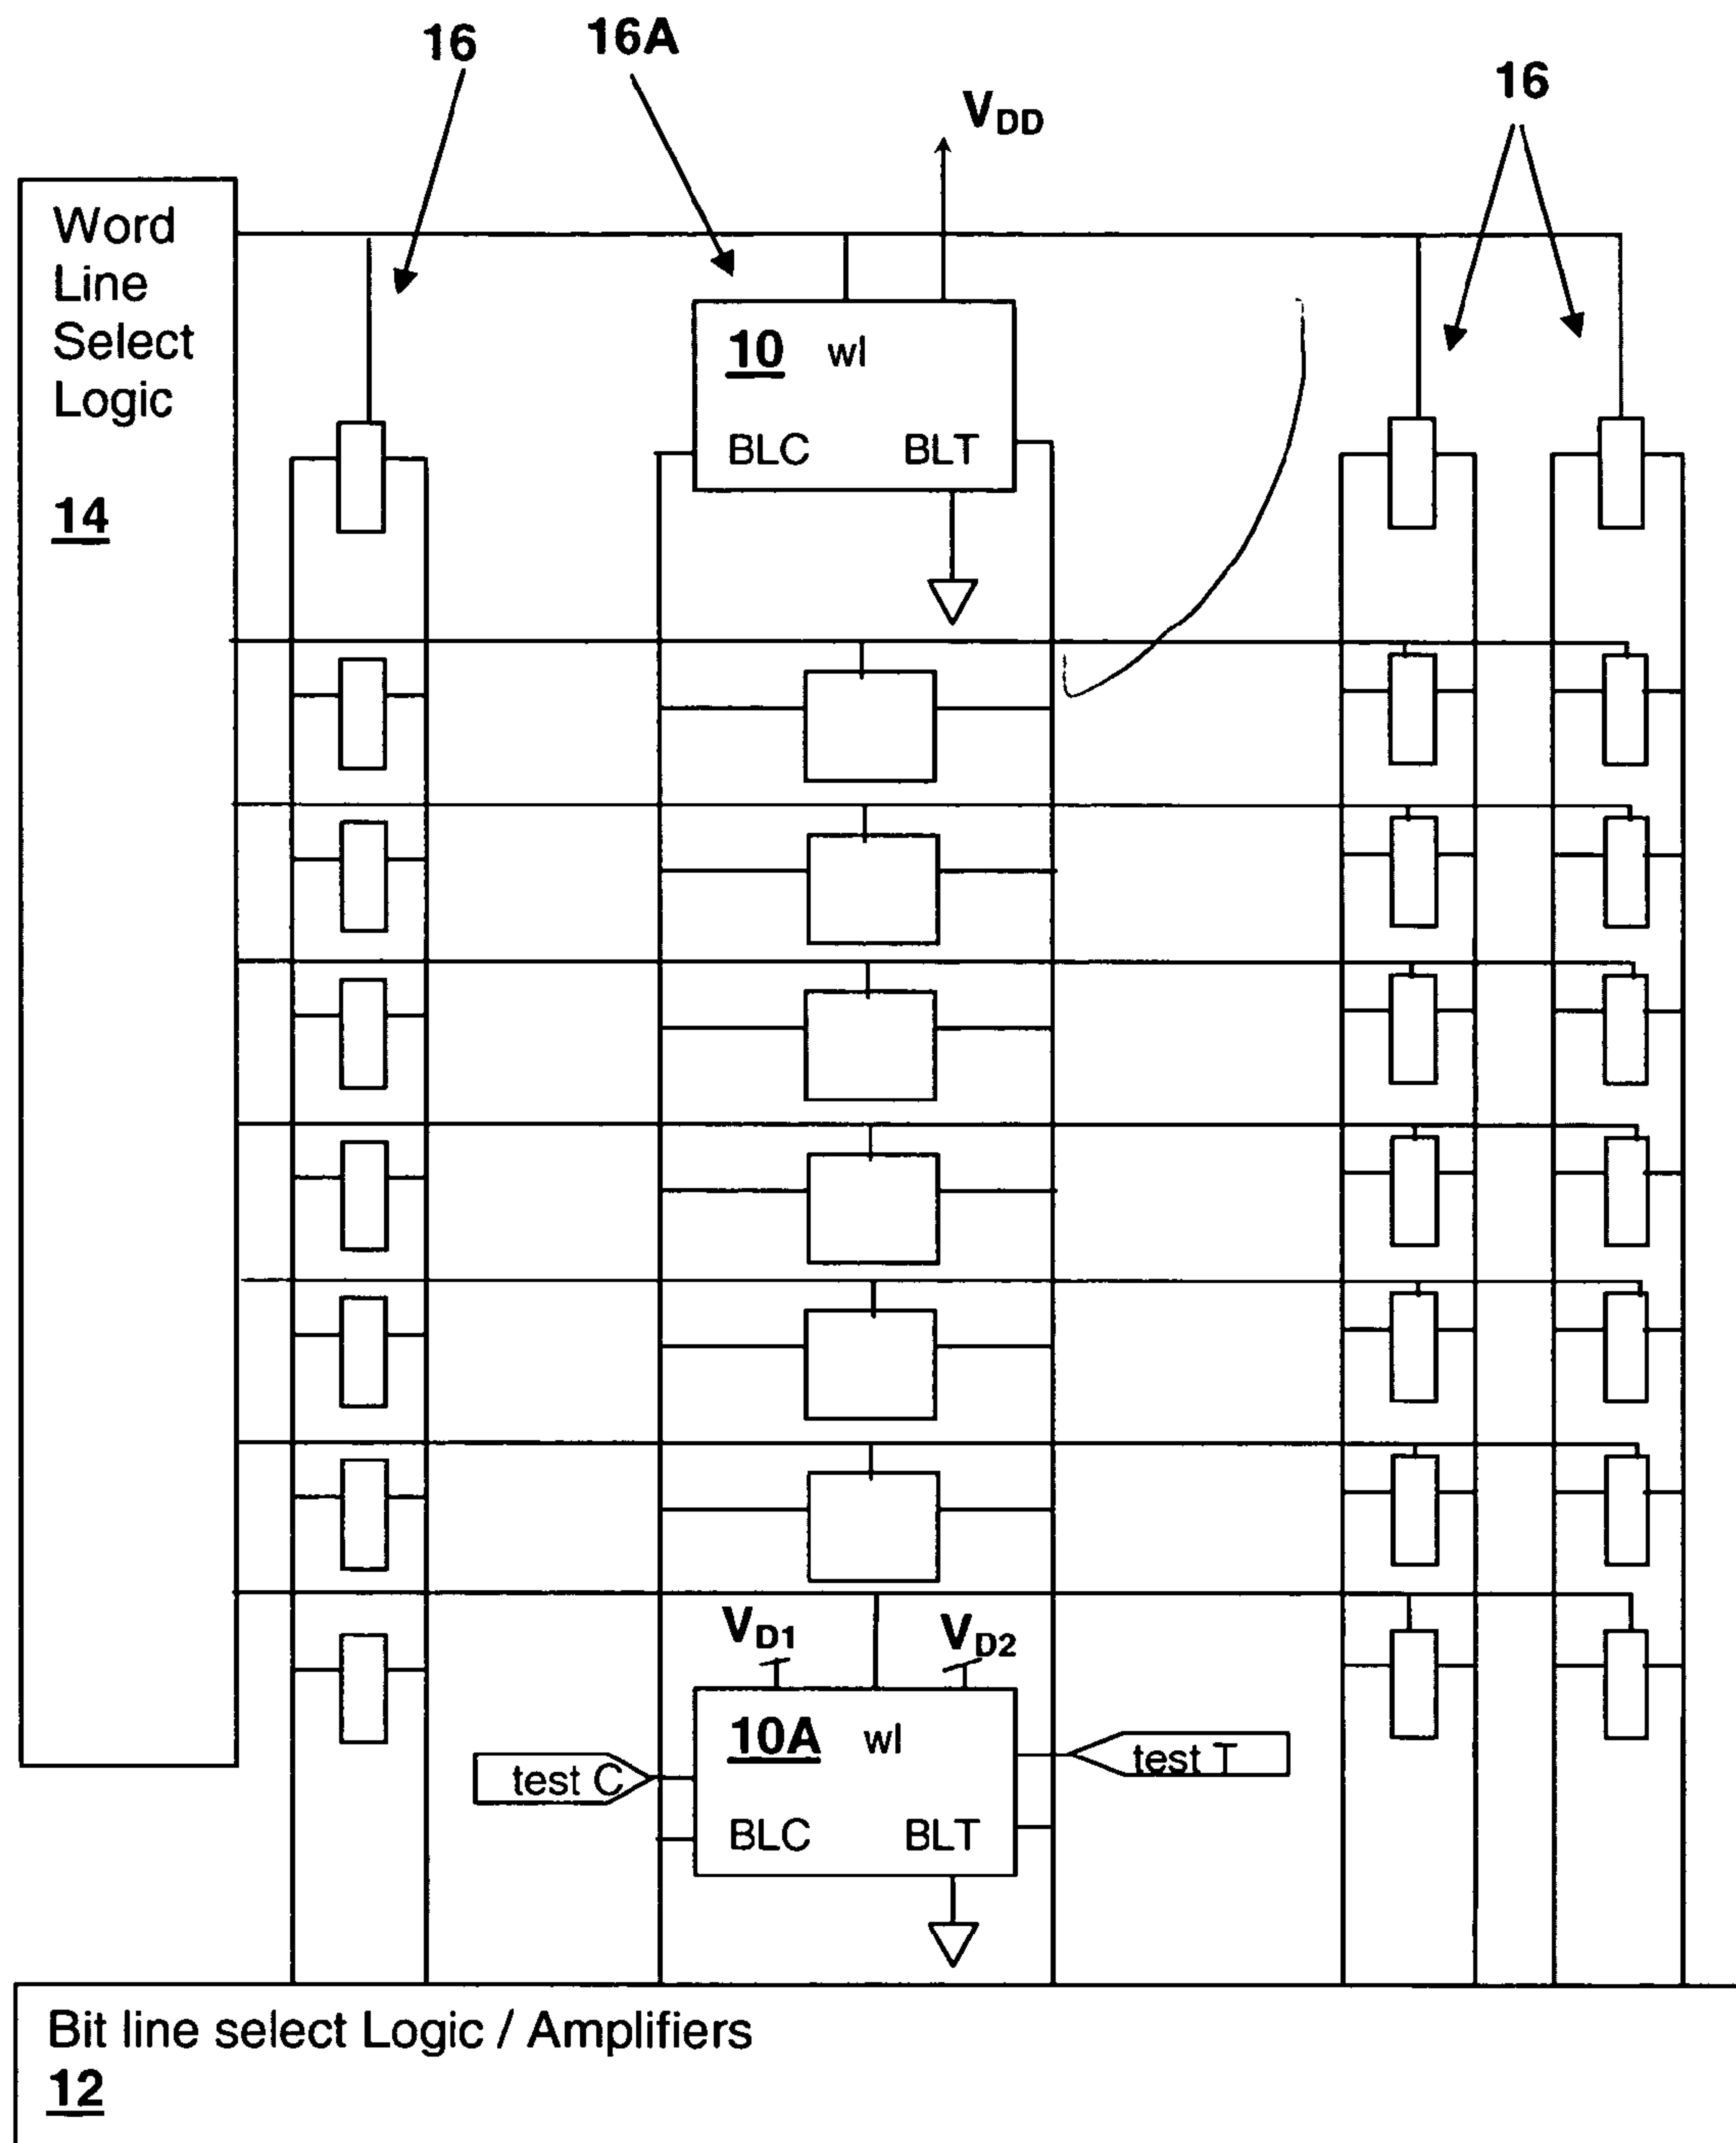 16
16A
16
VDD
Word
Line
Select
Logic
14
10 wl
BLC BLT
VD1
VD2
10A wl
test C
test T
BLC BLT
Bit line select Logic / Amplifiers
12